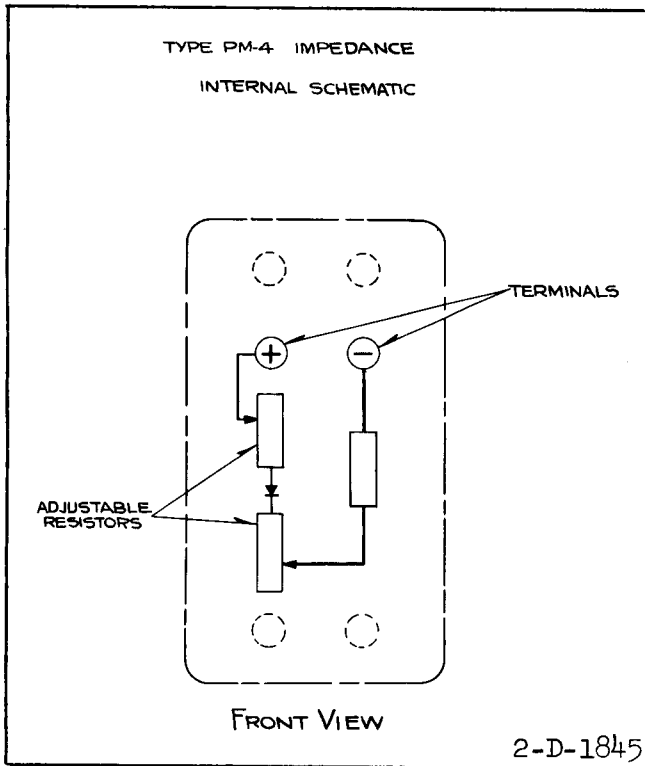 TYPE PM-4 IMPEDANCE
INTERNAL SCHEMATIC
TERMINALS
+
−
ADJUSTABLE
RESISTORS
FRONT VIEW
2-D-1845